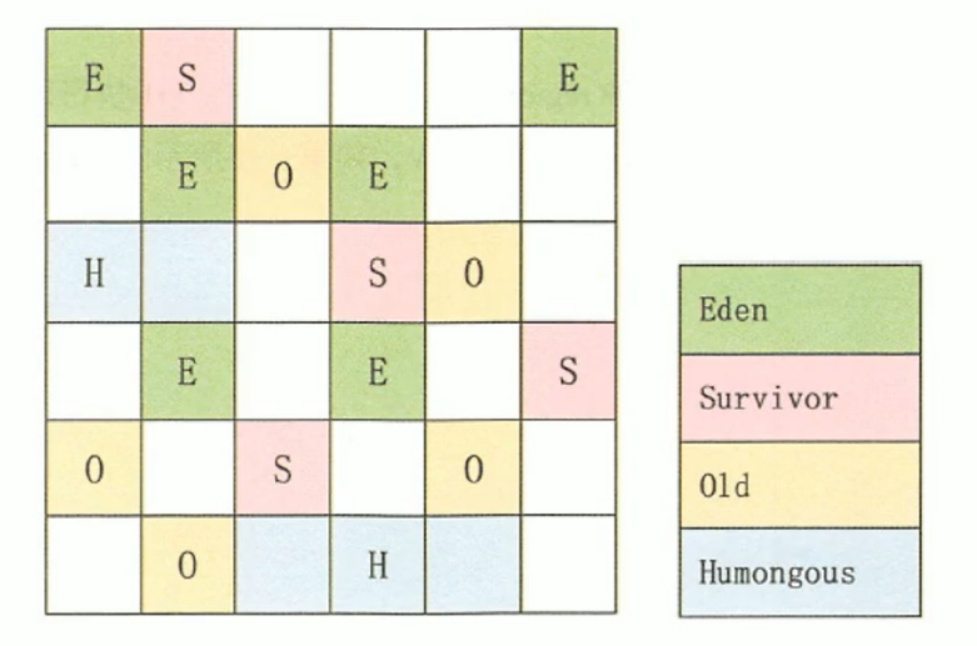 E S E
E O E
H S O
E E S
O S O
O H
Eden
Survivor
Old
Humongous